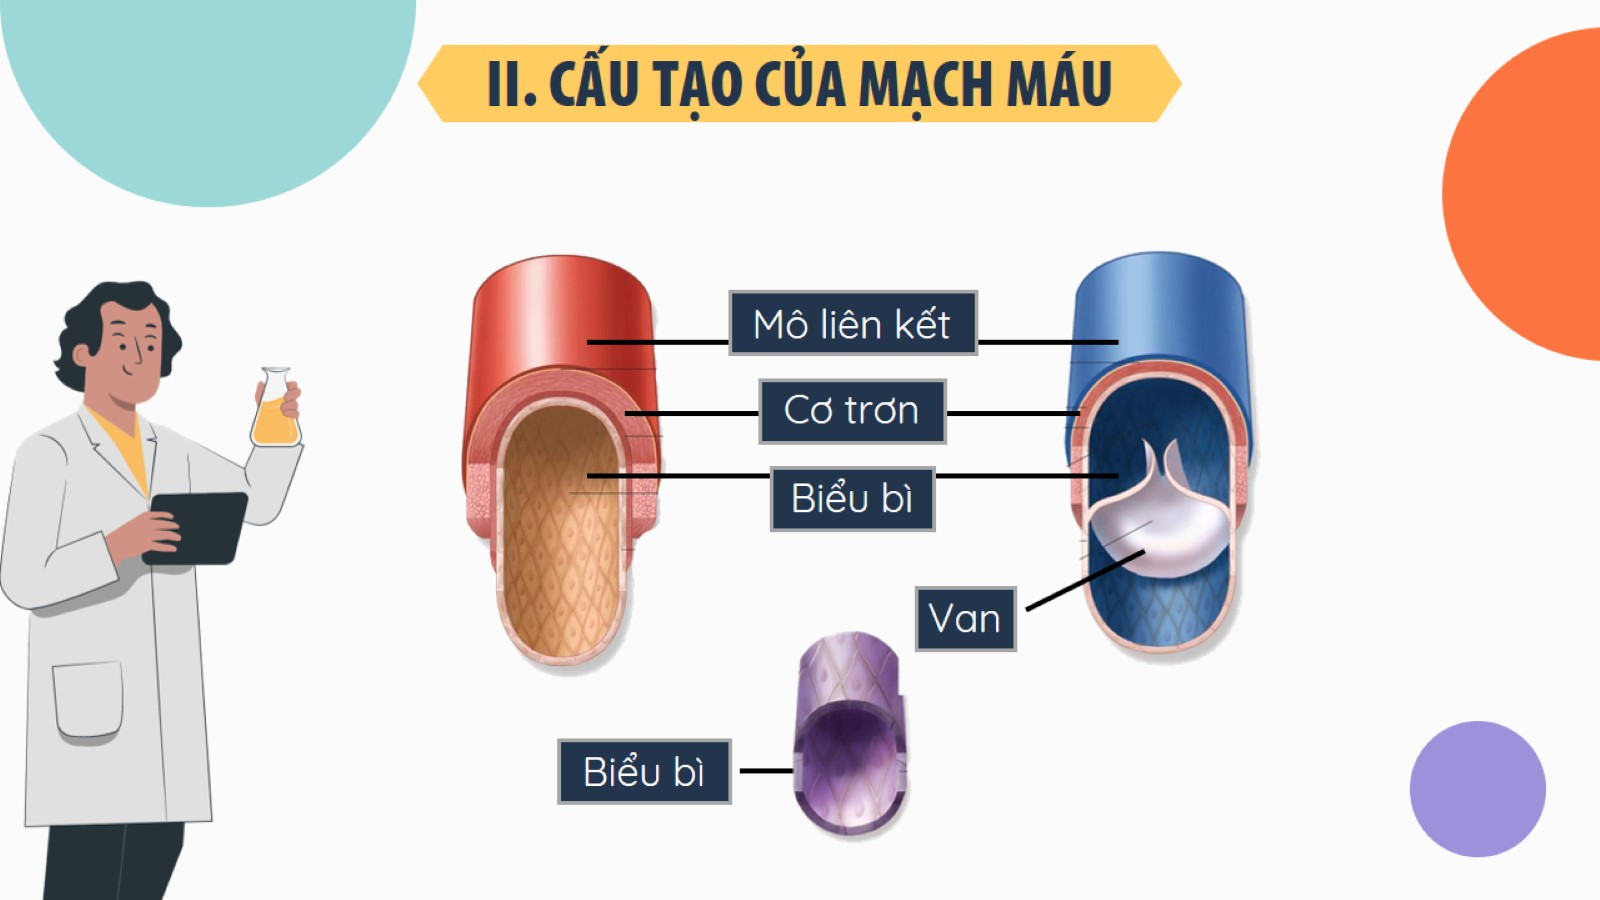 II. CẤU TẠO CỦA MẠCH MÁU
Mô liên kết
Cơ trơn
Biểu bì
Van
Biểu bì